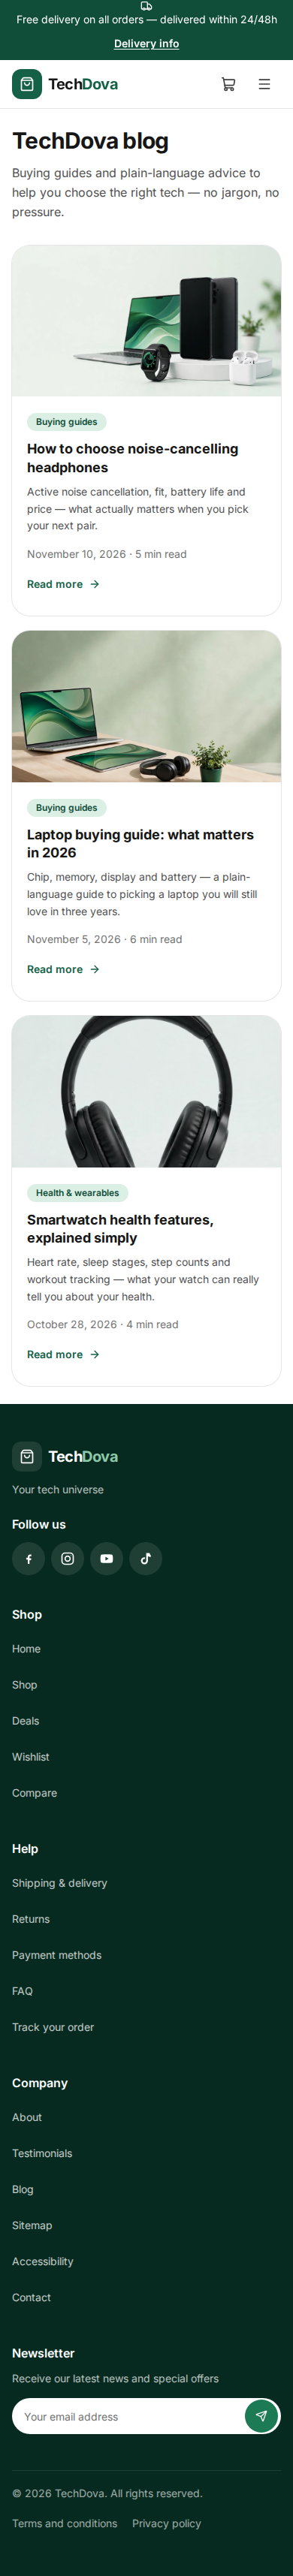 Free delivery on all orders — delivered within 24/48h
Delivery info
TechDova
TechDova blog
Buying guides and plain-language advice to
help you choose the right tech — no jargon, no
pressure.
Buying guides
How to choose noise-cancelling
headphones
Active noise cancellation, fit, battery life and
price — what actually matters when you pick
your next pair.
November 10, 2026 · 5 min read
Read more
Buying guides
Laptop buying guide: what matters
in 2026
Chip, memory, display and battery — a plain-
language guide to picking a laptop you will still
love in three years.
November 5, 2026 · 6 min read
Read more
Health & wearables
Smartwatch health features,
explained simply
Heart rate, sleep stages, step counts and
workout tracking — what your watch can really
tell you about your health.
October 28, 2026 · 4 min read
Read more
TechDova
Your tech universe
Follow us
Shop
Home
Shop
Deals
Wishlist
Compare
Help
Shipping & delivery
Returns
Payment methods
FAQ
Track your order
Company
About
Testimonials
Blog
Sitemap
Accessibility
Contact
Newsletter
Receive our latest news and special offers
Your email address
© 2026 TechDova. All rights reserved.
Terms and conditions Privacy policy